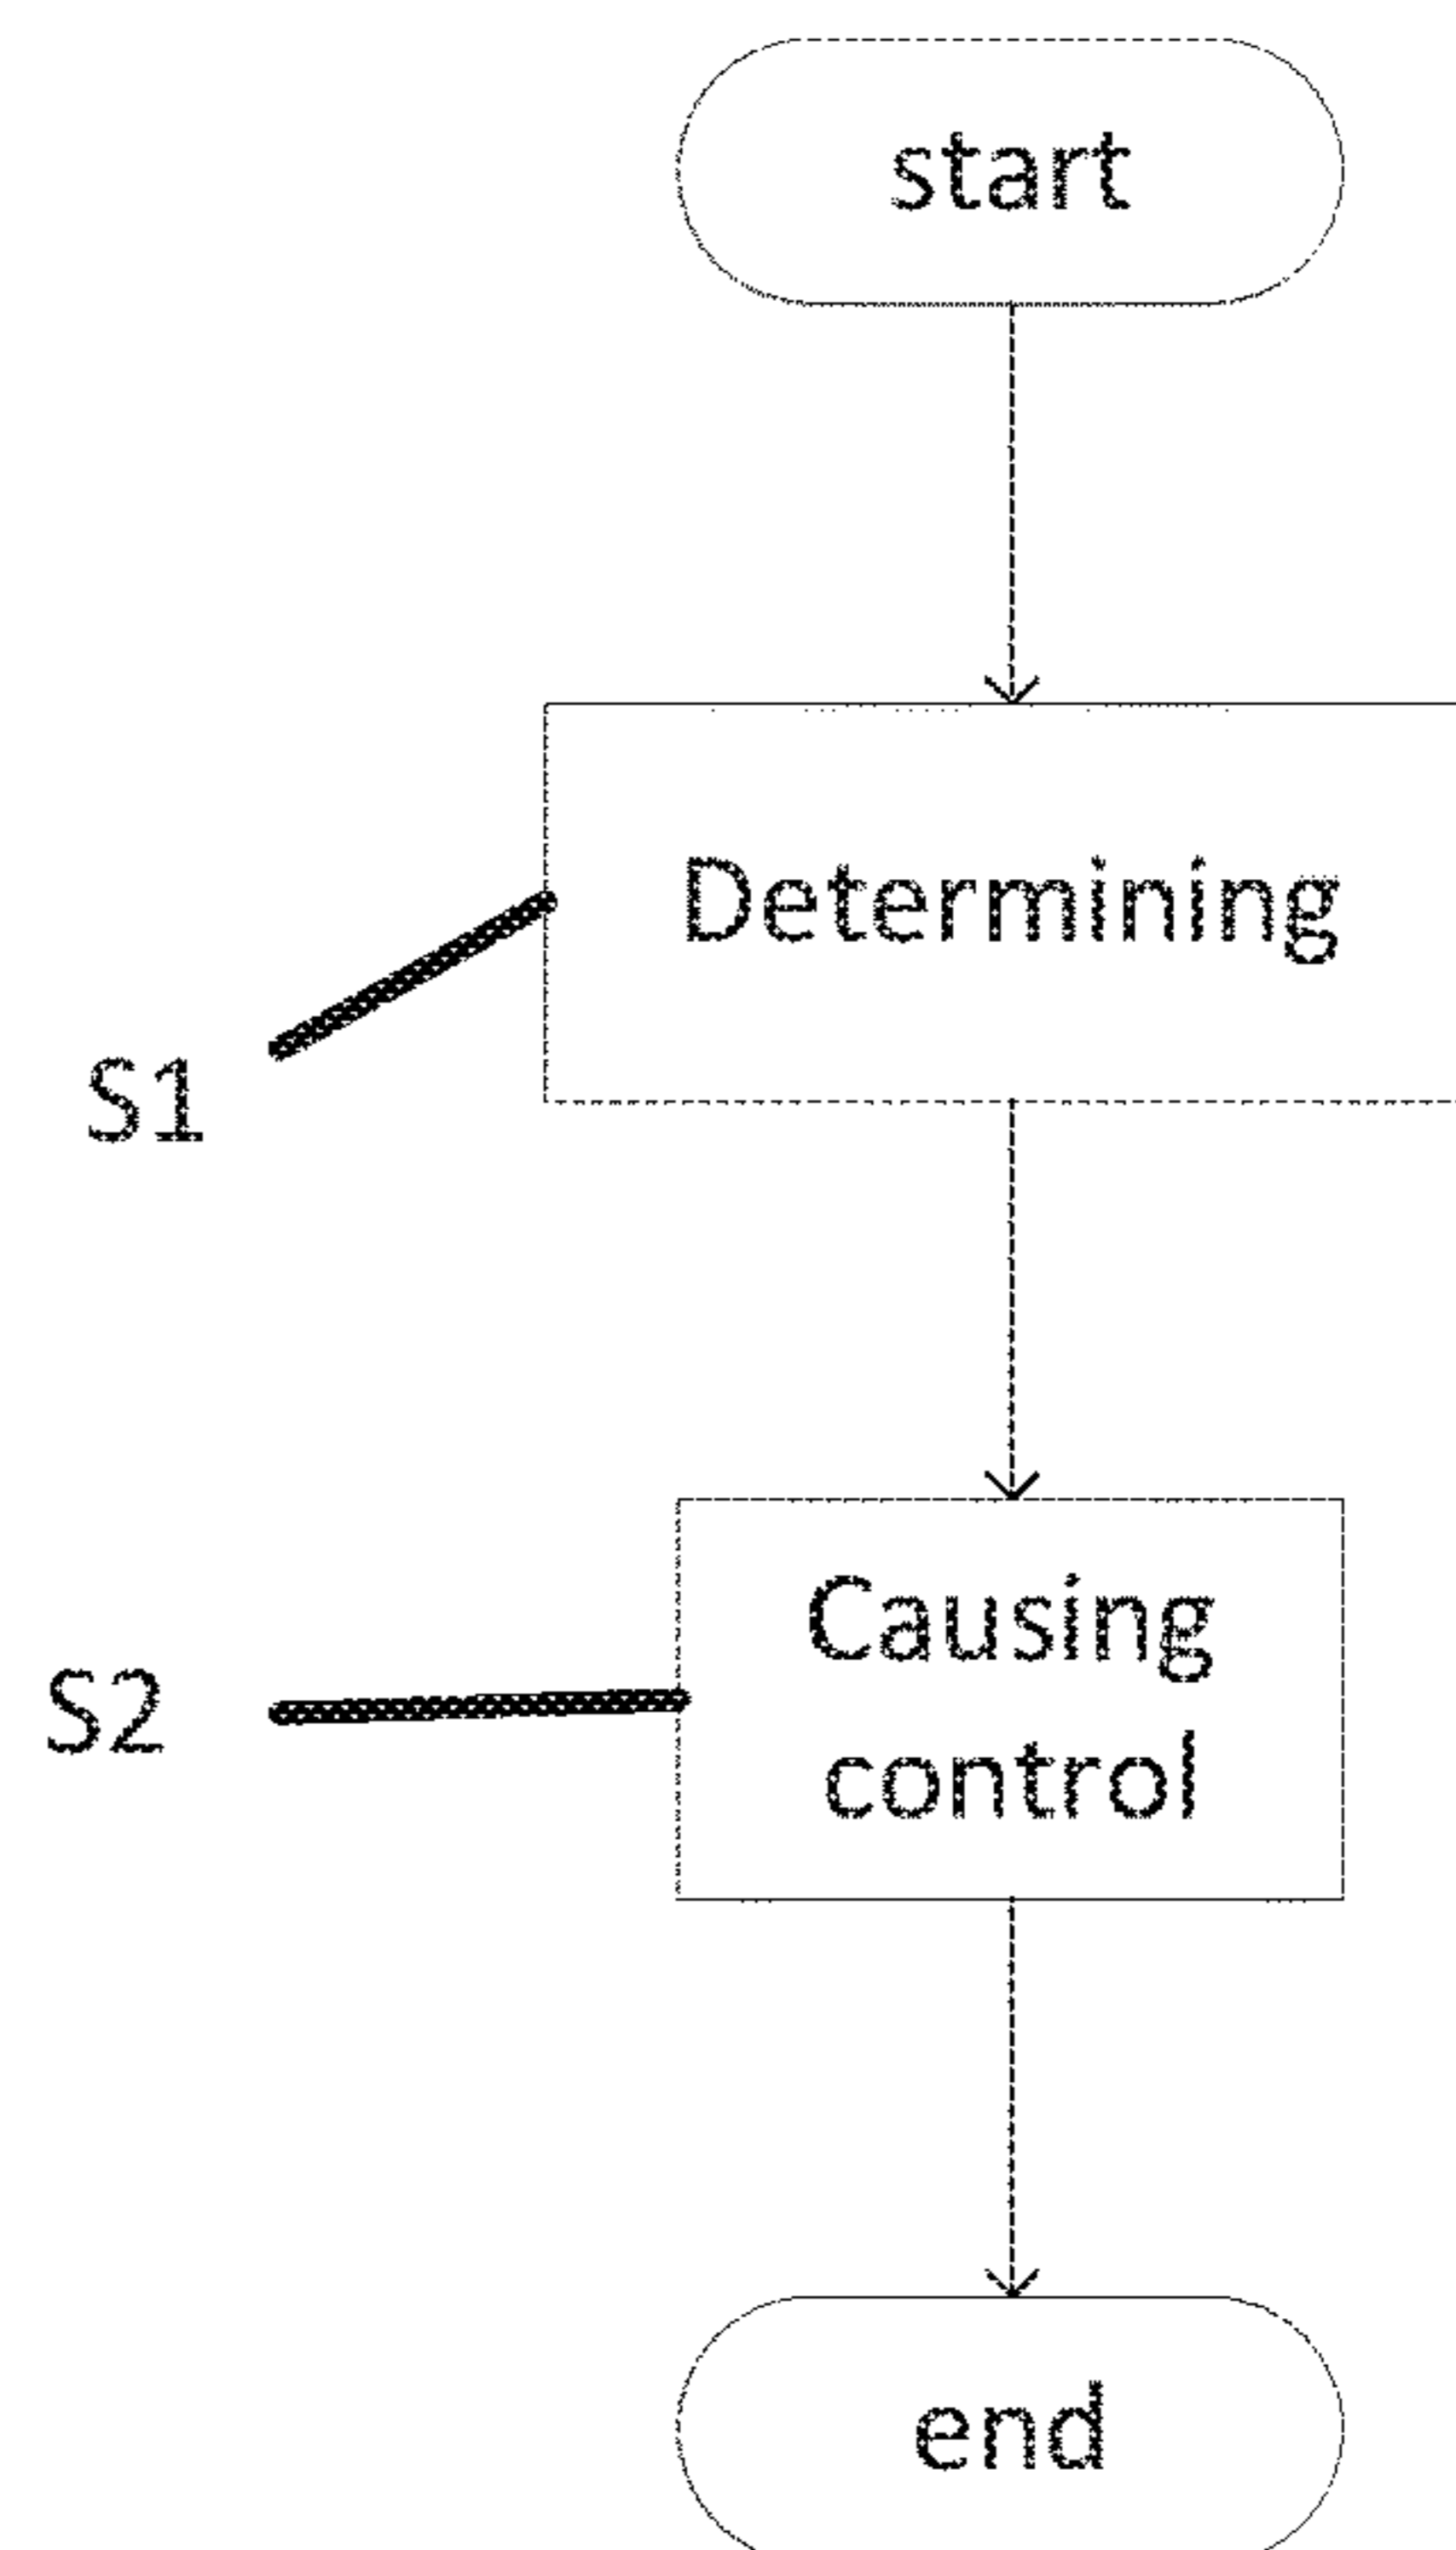 start
Determining
S1
Causing
control
S2
end